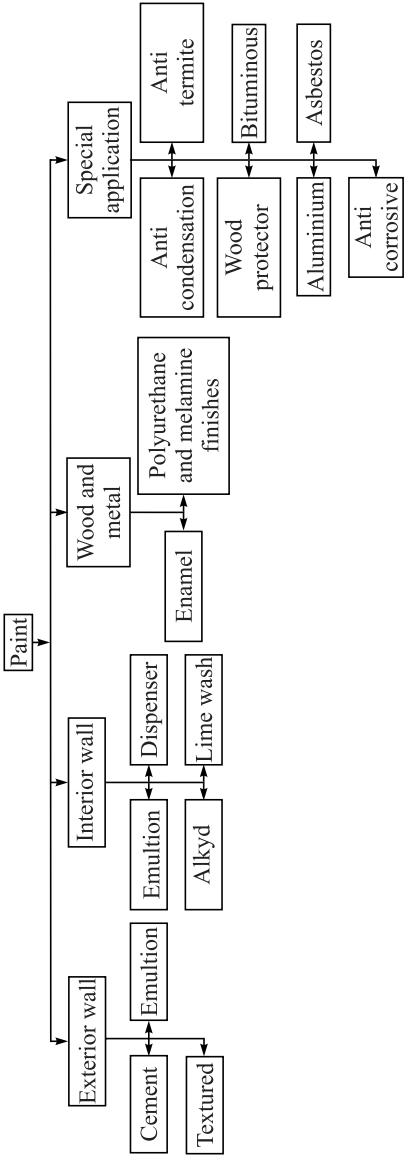 Paint
Exterior wall
Cement
Emultion
Textured
Interior wall
Emultion
Dispenser
Alkyd
Lime wash
Wood and
metal
Enamel
Polyurethane
and melamine
finishes
Special
application
Anti
condensation
Anti
termite
Wood
protector
Bituminous
Aluminium
Asbestos
Anti
corrosive